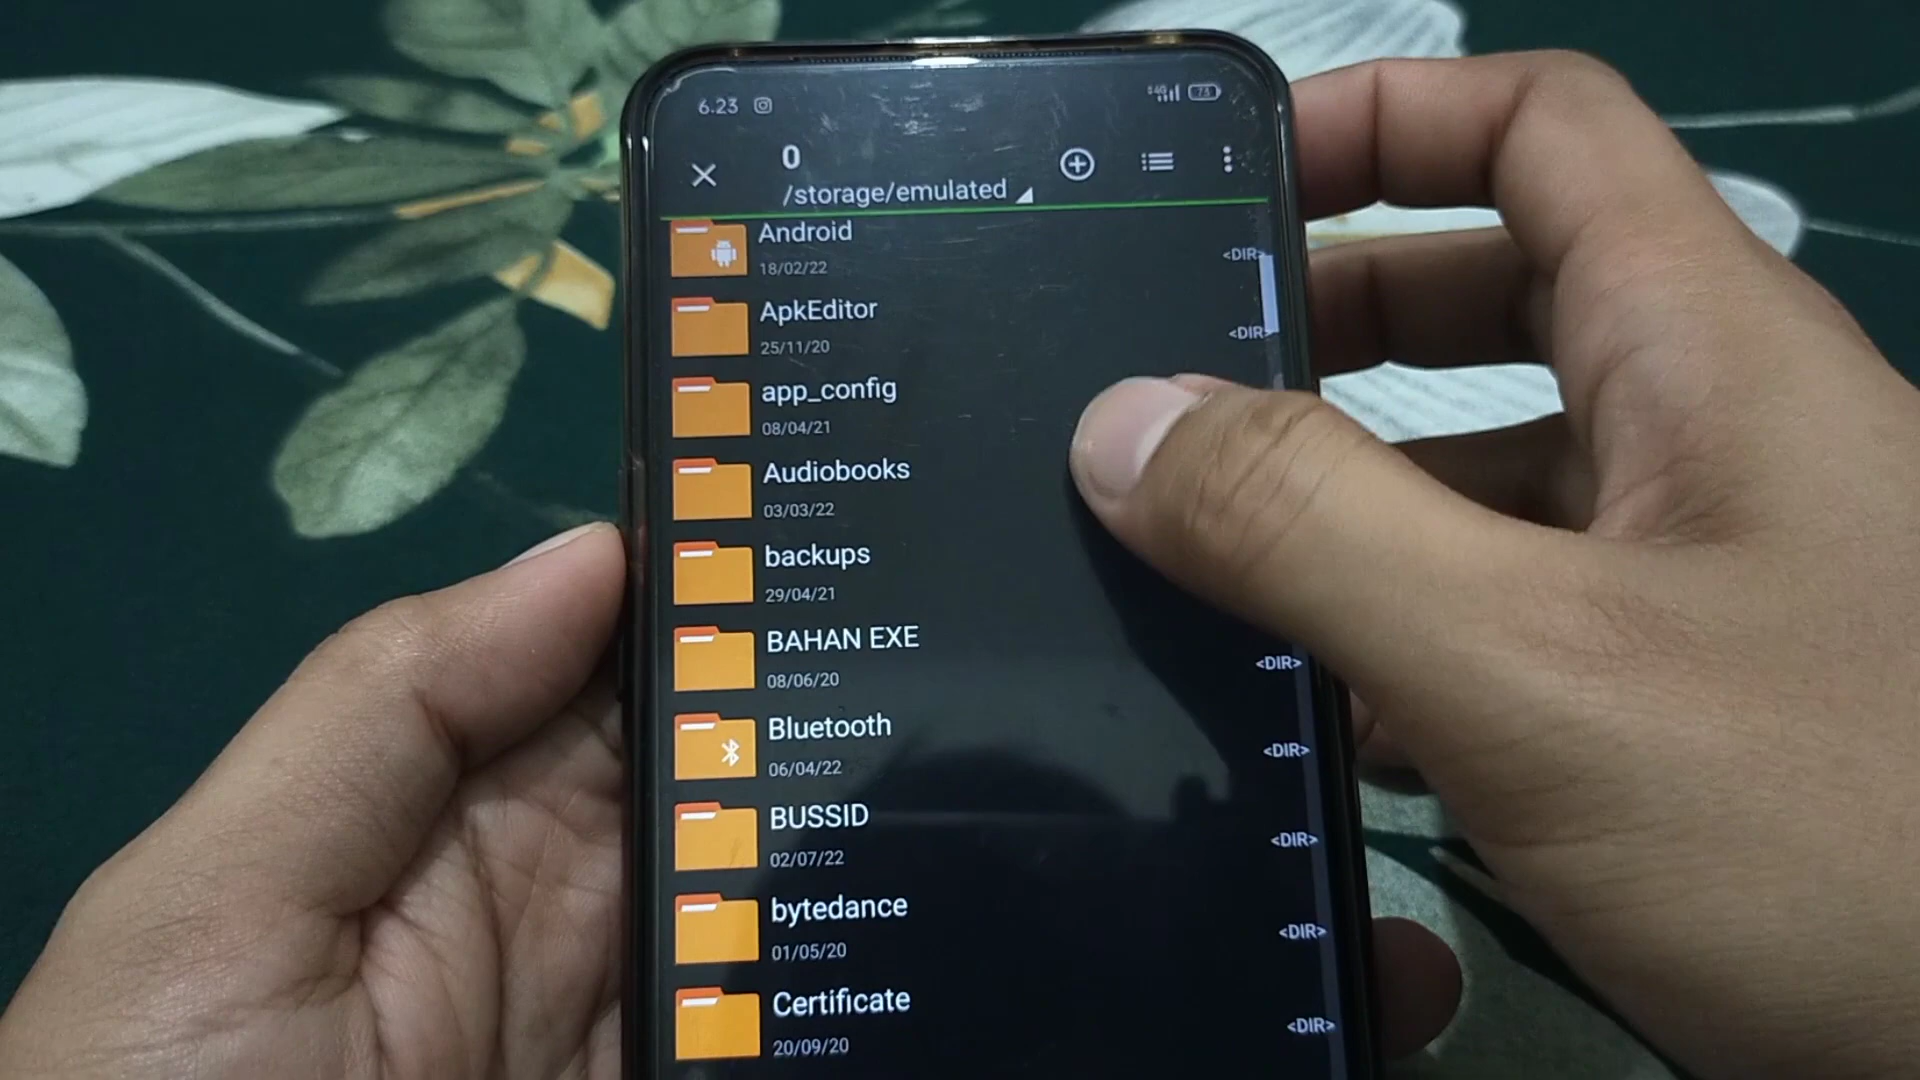 6.23
4G 73
0
/storage/emulated
Android
18/02/22
<DIR>
ApkEditor
25/11/20
<DIR>
app_config
08/04/21
Audiobooks
03/03/22
backups
29/04/21
BAHAN EXE
08/06/20
<DIR>
Bluetooth
06/04/22
<DIR>
BUSSID
02/07/22
<DIR>
bytedance
01/05/20
<DIR>
Certificate
20/09/20
<DIR>